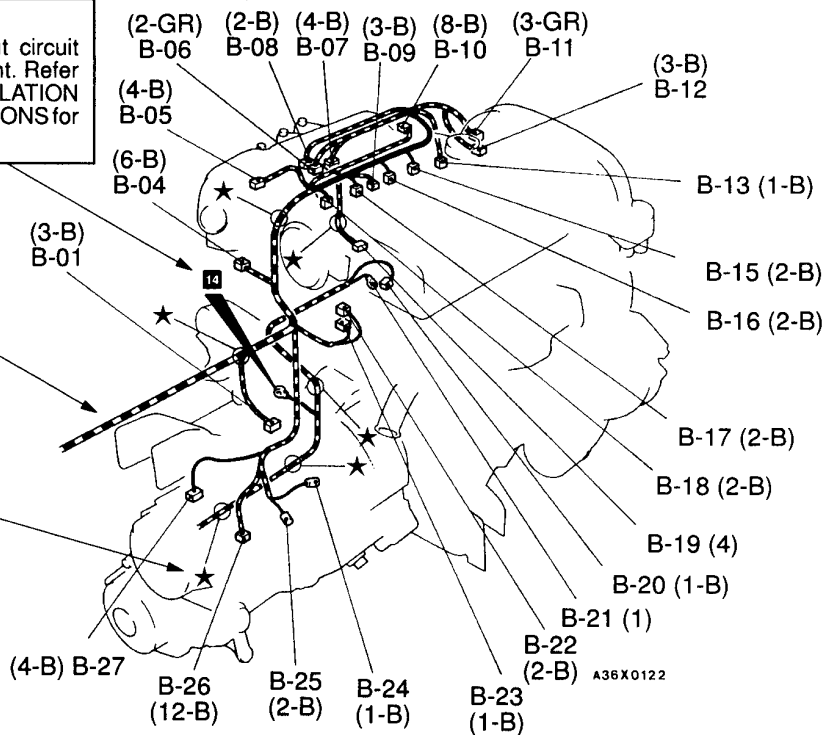 t circuit
nt. Refer
LATION
ONS for
(2-GR)
B-06
(2-B)
B-08
(4-B)
B-07
(3-B)
B-09
(8-B)
B-10
(3-GR)
B-11
(3-B)
B-12
(4-B)
B-05
(6-B)
B-04
(3-B)
B-01
14
B-13 (1-B)
B-15 (2-B)
B-16 (2-B)
B-17 (2-B)
B-18 (2-B)
B-19 (4)
B-20 (1-B)
B-21 (1)
B-22
(2-B)
A36X0122
B-23
(1-B)
B-24
(1-B)
B-25
(2-B)
B-26
(12-B)
(4-B) B-27